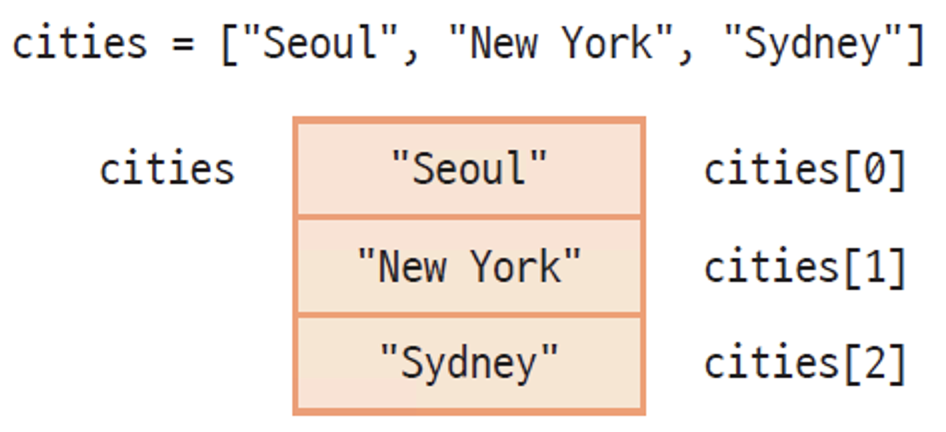 cities = ["Seoul", "New York", "Sydney"]
cities "Seoul" cities[0]
"New York" cities[1]
"Sydney" cities[2]